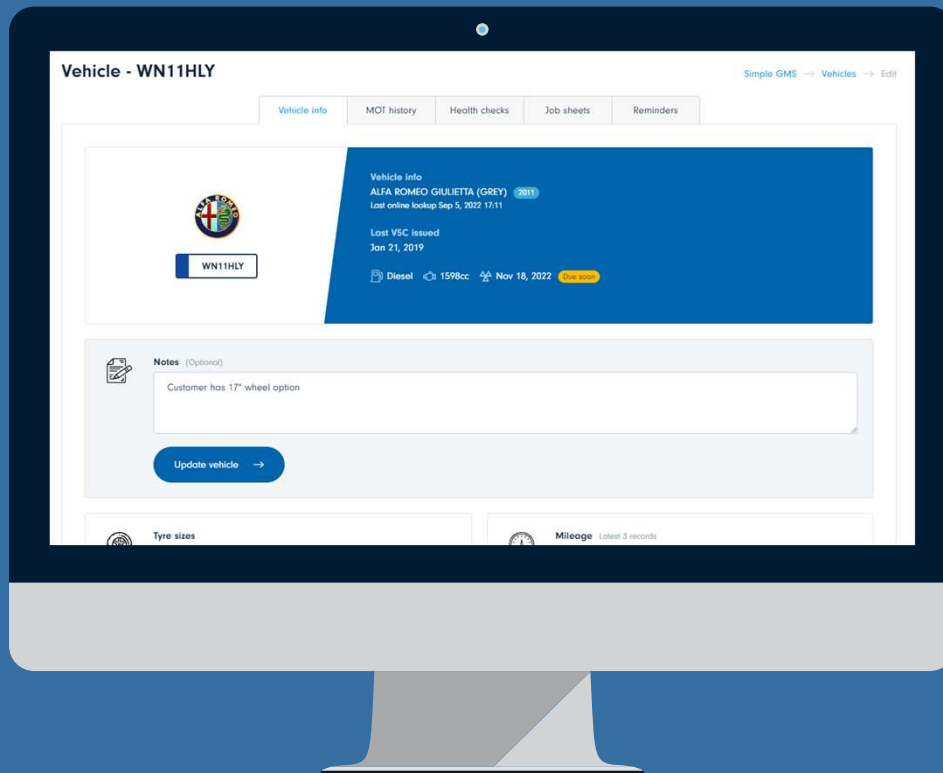 Vehicle - WN11HLY
Simple GMS → Vehicles → Edit
Vehicle info MOT history Health checks Job sheets Reminders
ALFA ROMEO
WN11HLY
Vehicle info
ALFA ROMEO GIULIETTA (GREY) 2011
Last online lookup Sep 5, 2022 17:11
Last V5C issued
Jan 21, 2019
Diesel 1598cc Nov 18, 2022 Due soon
Notes (Optional)
Customer has 17" wheel option
Update vehicle →
Tyre sizes
Mileage Latest 3 records